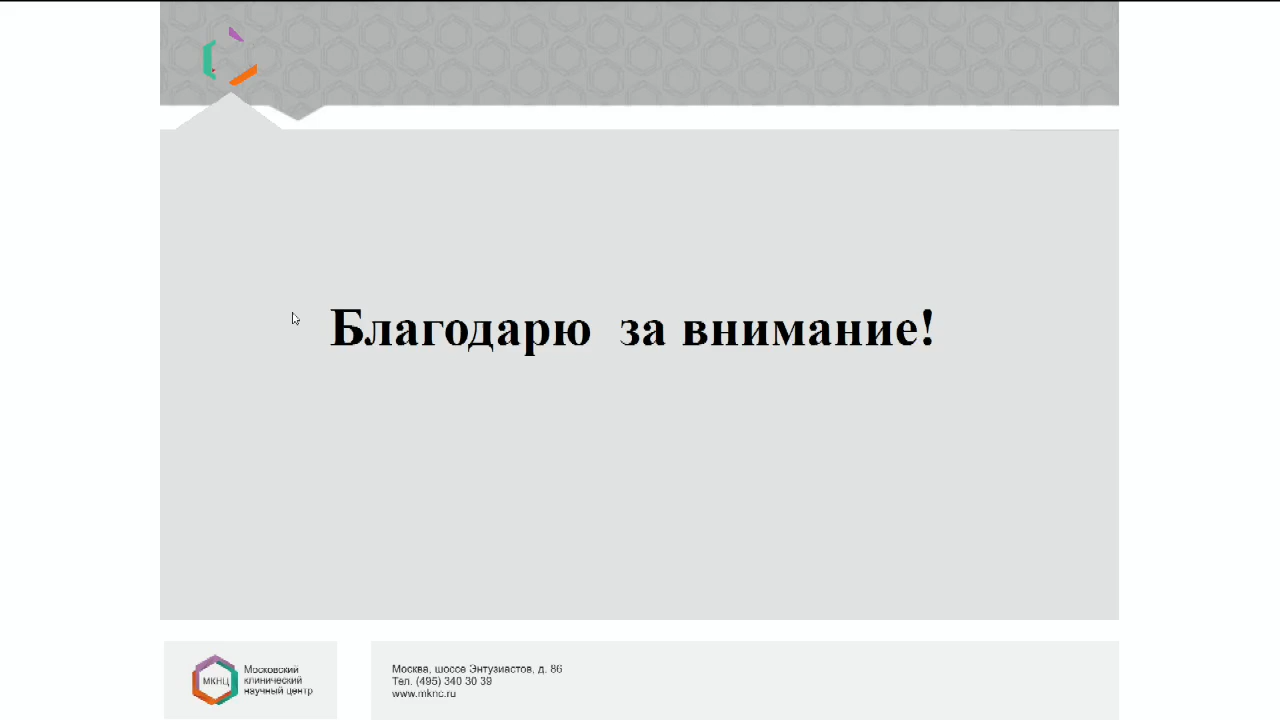 Благодарю за внимание!
МКНЦ
Московский
клинический
научный центр
Москва, шоссе Энтузиастов, д. 86
Тел. (495) 340 30 39
www.mknc.ru